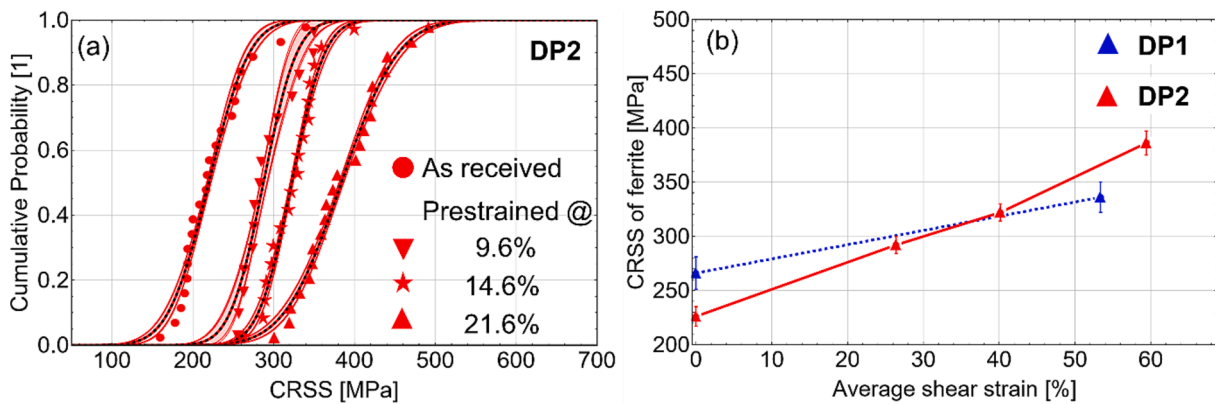 (a)
DP2
Cumulative Probability [1]
1.0
0.8
0.6
0.4
0.2
0.0
As received
Prestrained @
9.6%
14.6%
21.6%
100 200 300 400 500 600 700
CRSS [MPa]
(b)
DP1
DP2
CRSS of ferrite [MPa]
500
450
400
350
300
250
200
0 10 20 30 40 50 60
Average shear strain [%]